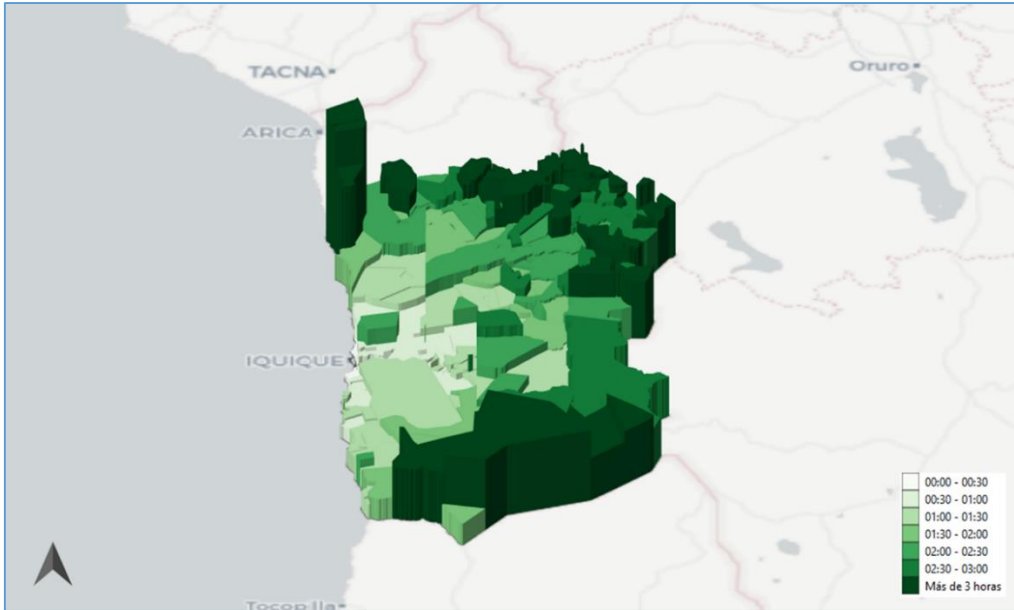 TACNA
Oruro
ARICA
IQUIQUE
00:00 - 00:30
00:30 - 01:00
01:00 - 01:30
01:30 - 02:00
02:00 - 02:30
02:30 - 03:00
Más de 3 horas
Tocopilla